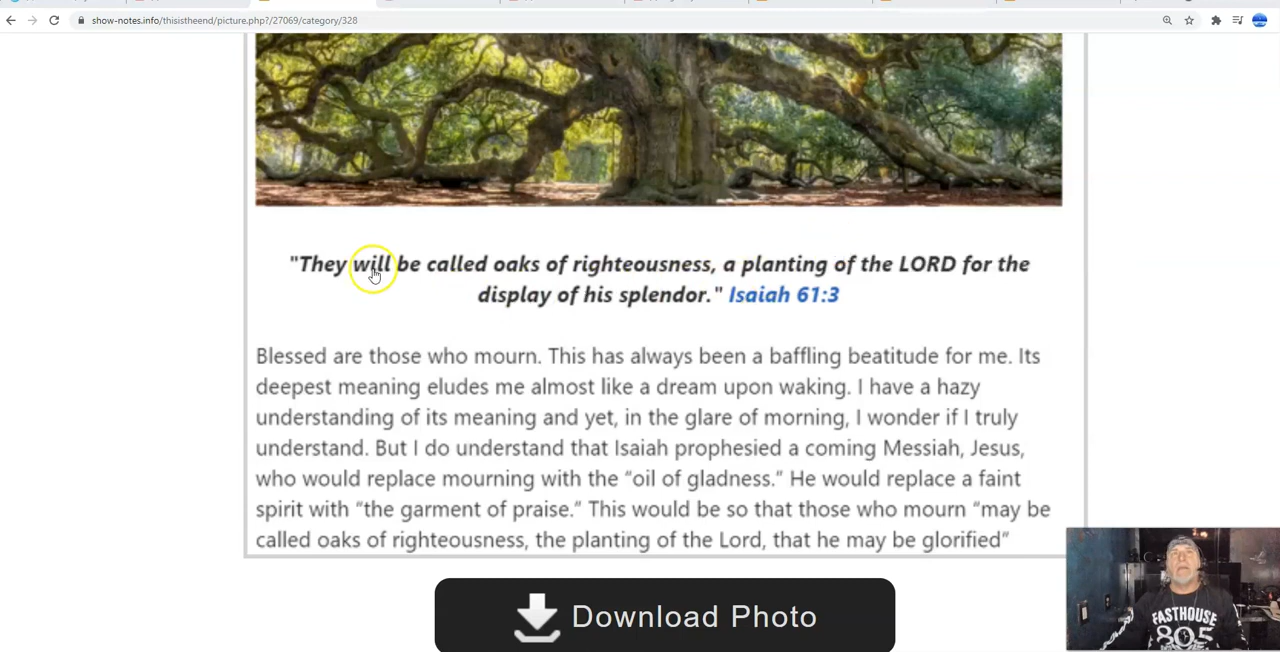 show-notes.info/thisistheend/picture.php?/27069/category/328
"They will be called oaks of righteousness, a planting of the LORD for the
display of his splendor." Isaiah 61:3
Blessed are those who mourn. This has always been a baffling beatitude for me. Its
deepest meaning eludes me almost like a dream upon waking. I have a hazy
understanding of its meaning and yet, in the glare of morning, I wonder if I truly
understand. But I do understand that Isaiah prophesied a coming Messiah, Jesus,
who would replace mourning with the “oil of gladness.” He would replace a faint
spirit with “the garment of praise.” This would be so that those who mourn “may be
called oaks of righteousness, the planting of the Lord, that he may be glorified”
Download Photo
FASTHOUSE
805